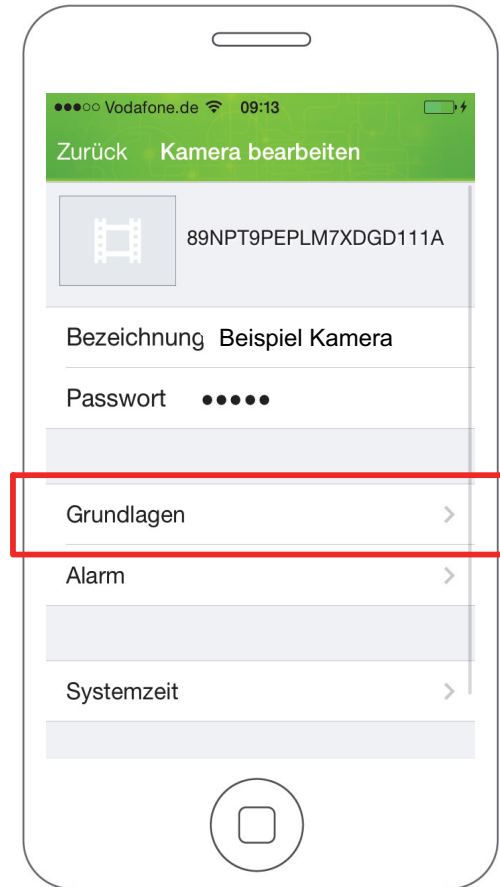 ●●●○○ Vodafone.de 09:13
Zurück Kamera bearbeiten
89NPT9PEPLM7XDGD111A
Bezeichnung Beispiel Kamera
Passwort ●●●●●
Grundlagen
Alarm
Systemzeit